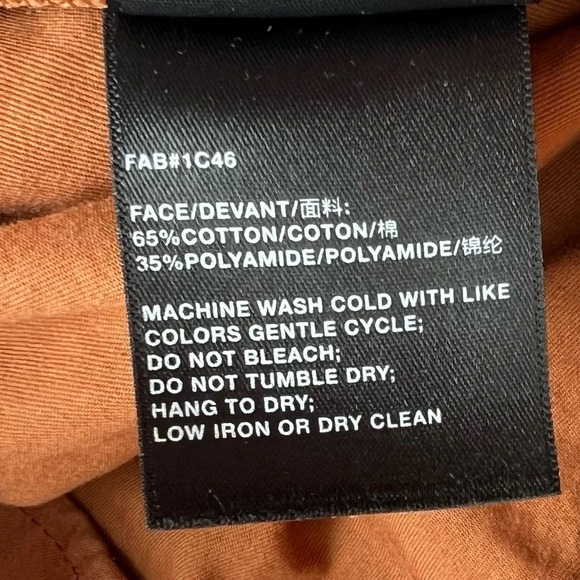 FAB#1C46
FACE/DEVANT/面料:
65%COTTON/COTON/棉
35%POLYAMIDE/POLYAMIDE/锦纶
MACHINE WASH COLD WITH LIKE
COLORS GENTLE CYCLE;
DO NOT BLEACH;
DO NOT TUMBLE DRY;
HANG TO DRY;
LOW IRON OR DRY CLEAN